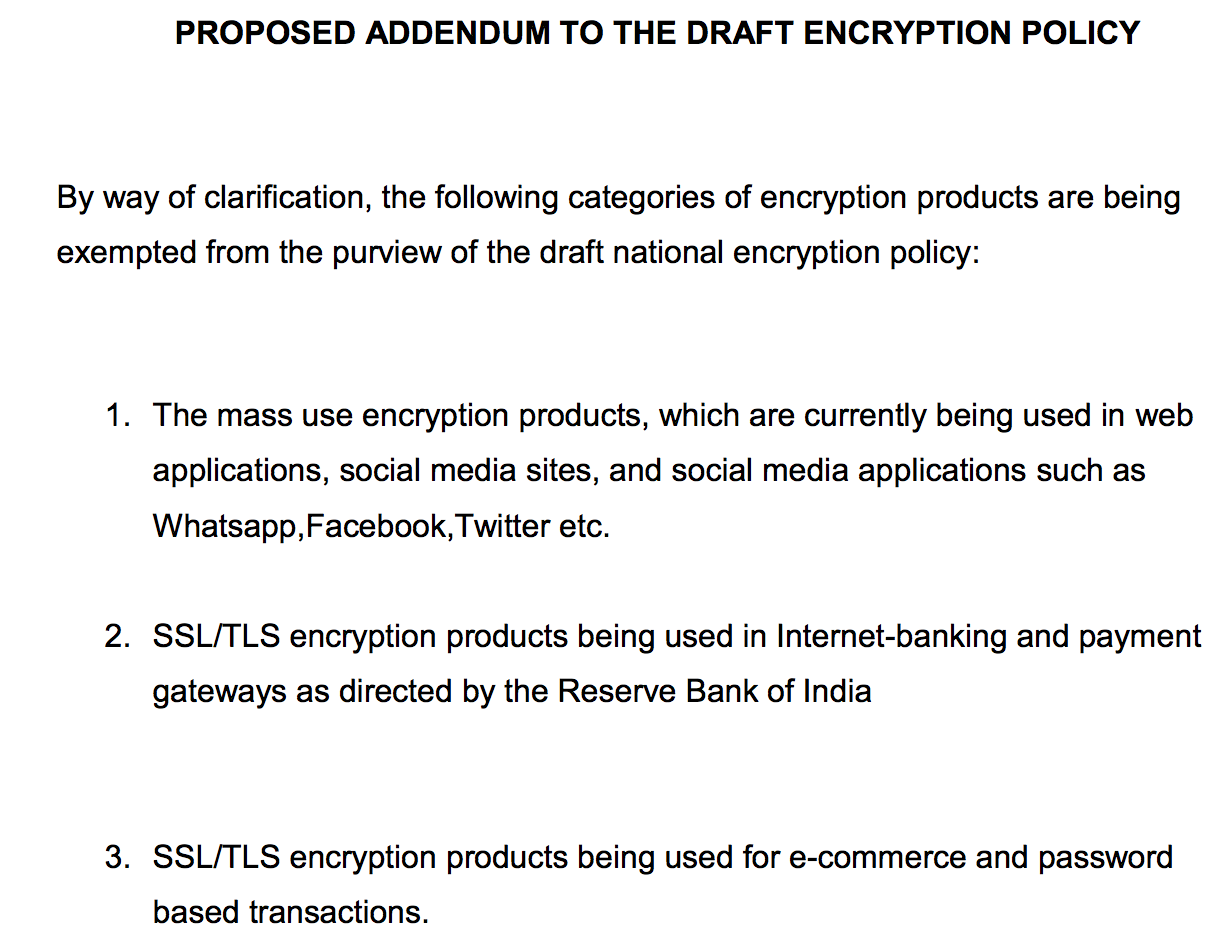 PROPOSED ADDENDUM TO THE DRAFT ENCRYPTION POLICY
By way of clarification, the following categories of encryption products are being
exempted from the purview of the draft national encryption policy:
1. The mass use encryption products, which are currently being used in web
applications, social media sites, and social media applications such as
Whatsapp,Facebook,Twitter etc.
2. SSL/TLS encryption products being used in Internet-banking and payment
gateways as directed by the Reserve Bank of India
3. SSL/TLS encryption products being used for e-commerce and password
based transactions.